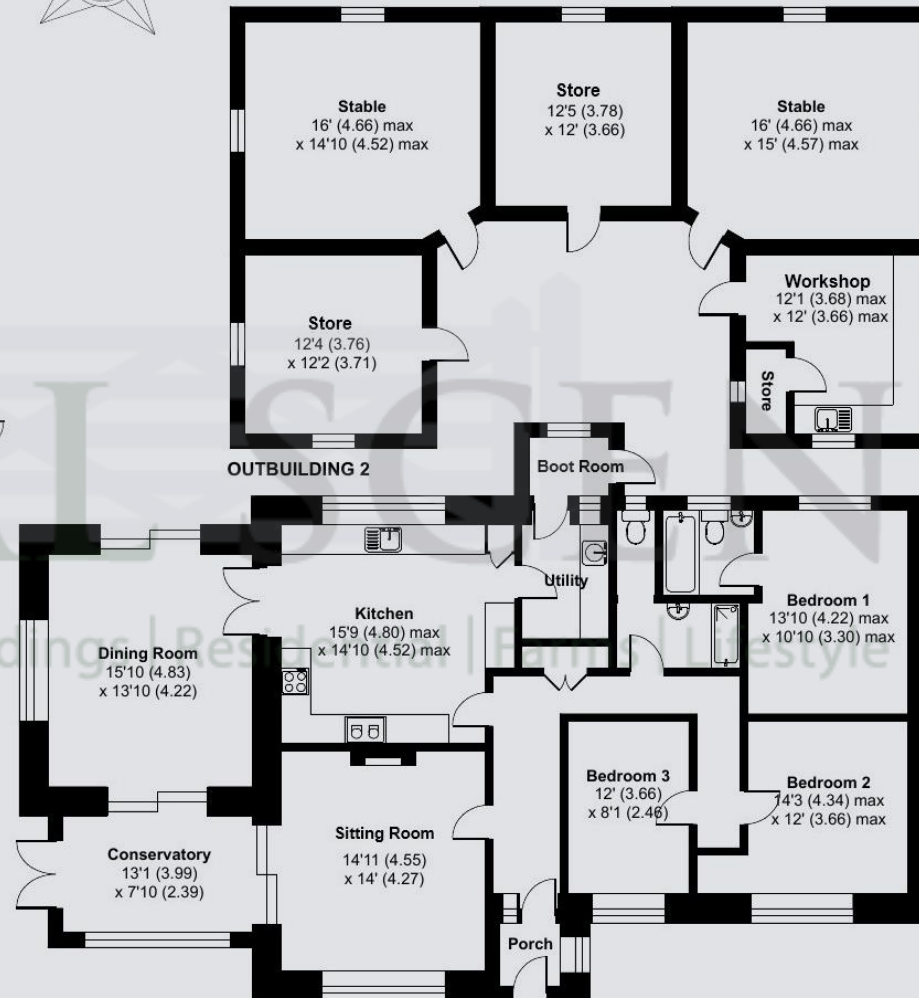 Stable
16' (4.66) max
x 14'10 (4.52) max
Store
12'5 (3.78)
x 12' (3.66)
Stable
16' (4.66) max
x 15' (4.57) max
Store
12'4 (3.76)
x 12'2 (3.71)
Workshop
12'1 (3.68) max
x 12' (3.66) max
Store
OUTBUILDING 2
Boot Room
Utility
Kitchen
15'9 (4.80) max
x 14'10 (4.52) max
Dining Room
15'10 (4.83)
x 13'10 (4.22)
Bedroom 1
13'10 (4.22) max
x 10'10 (3.30) max
Bedroom 3
12' (3.66)
x 8'1 (2.46)
Bedroom 2
14'3 (4.34) max
x 12' (3.66) max
Sitting Room
14'11 (4.55)
x 14' (4.27)
Conservatory
13'1 (3.99)
x 7'10 (2.39)
Porch
dings | Residential | Farms | Lifestyle